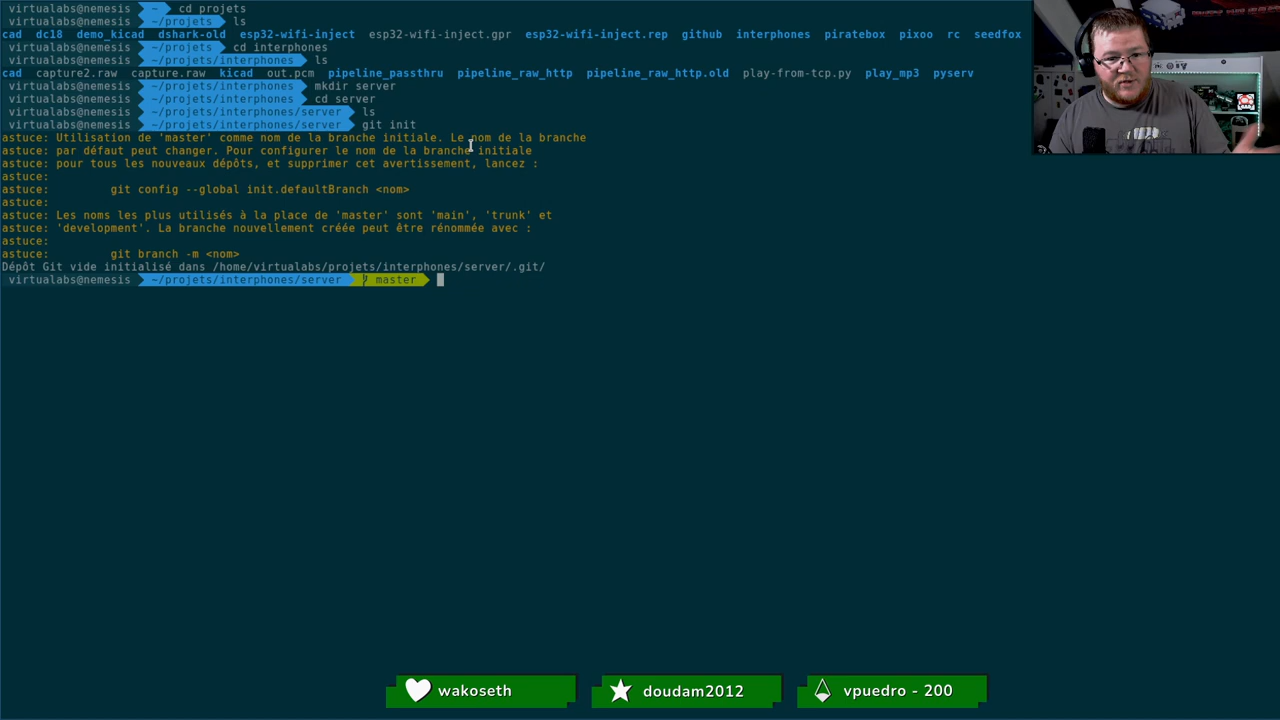 virtualabs@nemesis ~ cd projets
virtualabs@nemesis ~/projets ls
cad dc18 demo_kicad dshark-old esp32-wifi-inject esp32-wifi-inject.gpr esp32-wifi-inject.rep github interphones piratebox pixoo rc seedfox
virtualabs@nemesis ~/projets cd interphones
virtualabs@nemesis ~/projets/interphones ls
cad capture2.raw capture.raw kicad out.pcm pipeline_passthru pipeline_raw_http pipeline_raw_http.old play-from-tcp.py play_mp3 pyserv
virtualabs@nemesis ~/projets/interphones mkdir server
virtualabs@nemesis ~/projets/interphones cd server
virtualabs@nemesis ~/projets/interphones/server ls
virtualabs@nemesis ~/projets/interphones/server git init
astuce: Utilisation de 'master' comme nom de la branche initiale. Le nom de la branche
astuce: par défaut peut changer. Pour configurer le nom de la branche initiale
astuce: pour tous les nouveaux dépôts, et supprimer cet avertissement, lancez :
astuce:
astuce: git config --global init.defaultBranch <nom>
astuce:
astuce: Les noms les plus utilisés à la place de 'master' sont 'main', 'trunk' et
astuce: 'development'. La branche nouvellement créée peut être rénommée avec :
astuce:
astuce: git branch -m <nom>
Dépôt Git vide initialisé dans /home/virtualabs/projets/interphones/server/.git/
virtualabs@nemesis ~/projets/interphones/server master
wakoseth
doudam2012
vpuedro - 200